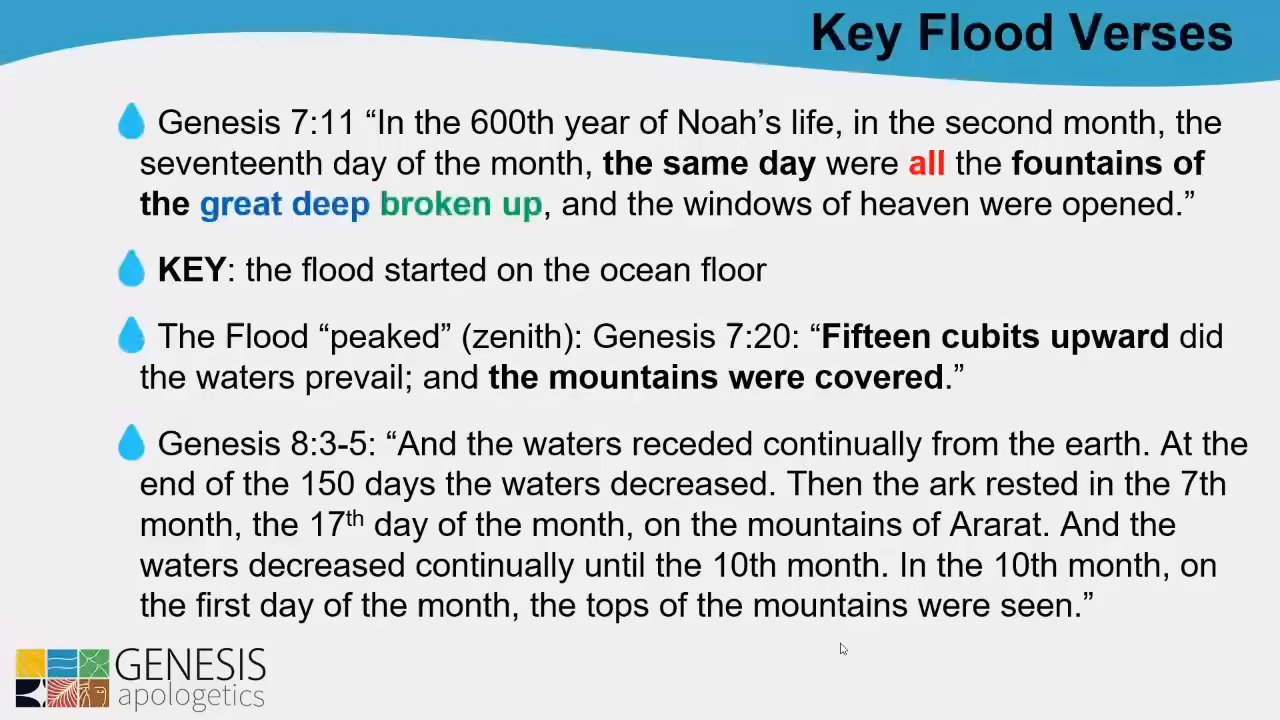 Key Flood Verses
Genesis 7:11 “In the 600th year of Noah’s life, in the second month, the
seventeenth day of the month, the same day were all the fountains of
the great deep broken up, and the windows of heaven were opened.”
KEY: the flood started on the ocean floor
The Flood “peaked” (zenith): Genesis 7:20: “Fifteen cubits upward did
the waters prevail; and the mountains were covered.”
Genesis 8:3-5: “And the waters receded continually from the earth. At the
end of the 150 days the waters decreased. Then the ark rested in the 7th
month, the 17th day of the month, on the mountains of Ararat. And the
waters decreased continually until the 10th month. In the 10th month, on
the first day of the month, the tops of the mountains were seen.”
GENESIS
apologetics